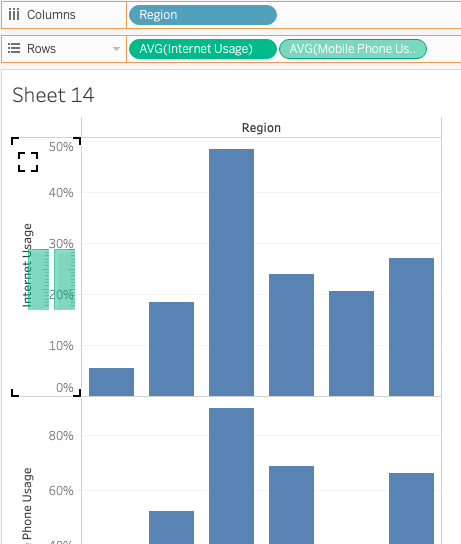 Columns
Region
Rows
AVG(Internet Usage)
AVG(Mobile Phone Us..
Sheet 14
Region
50%
40%
30%
20%
10%
0%
Internet Usage
80%
60%
40%
Phone Usage